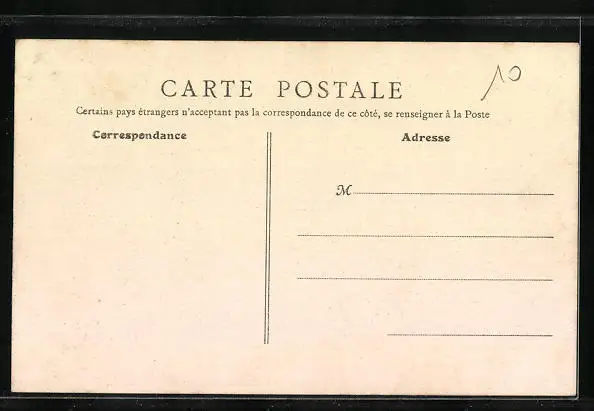 CARTE POSTALE
10
Certains pays étrangers n'acceptant pas la correspondance de ce côté, se renseigner à la Poste
Correspondance
Adresse
M